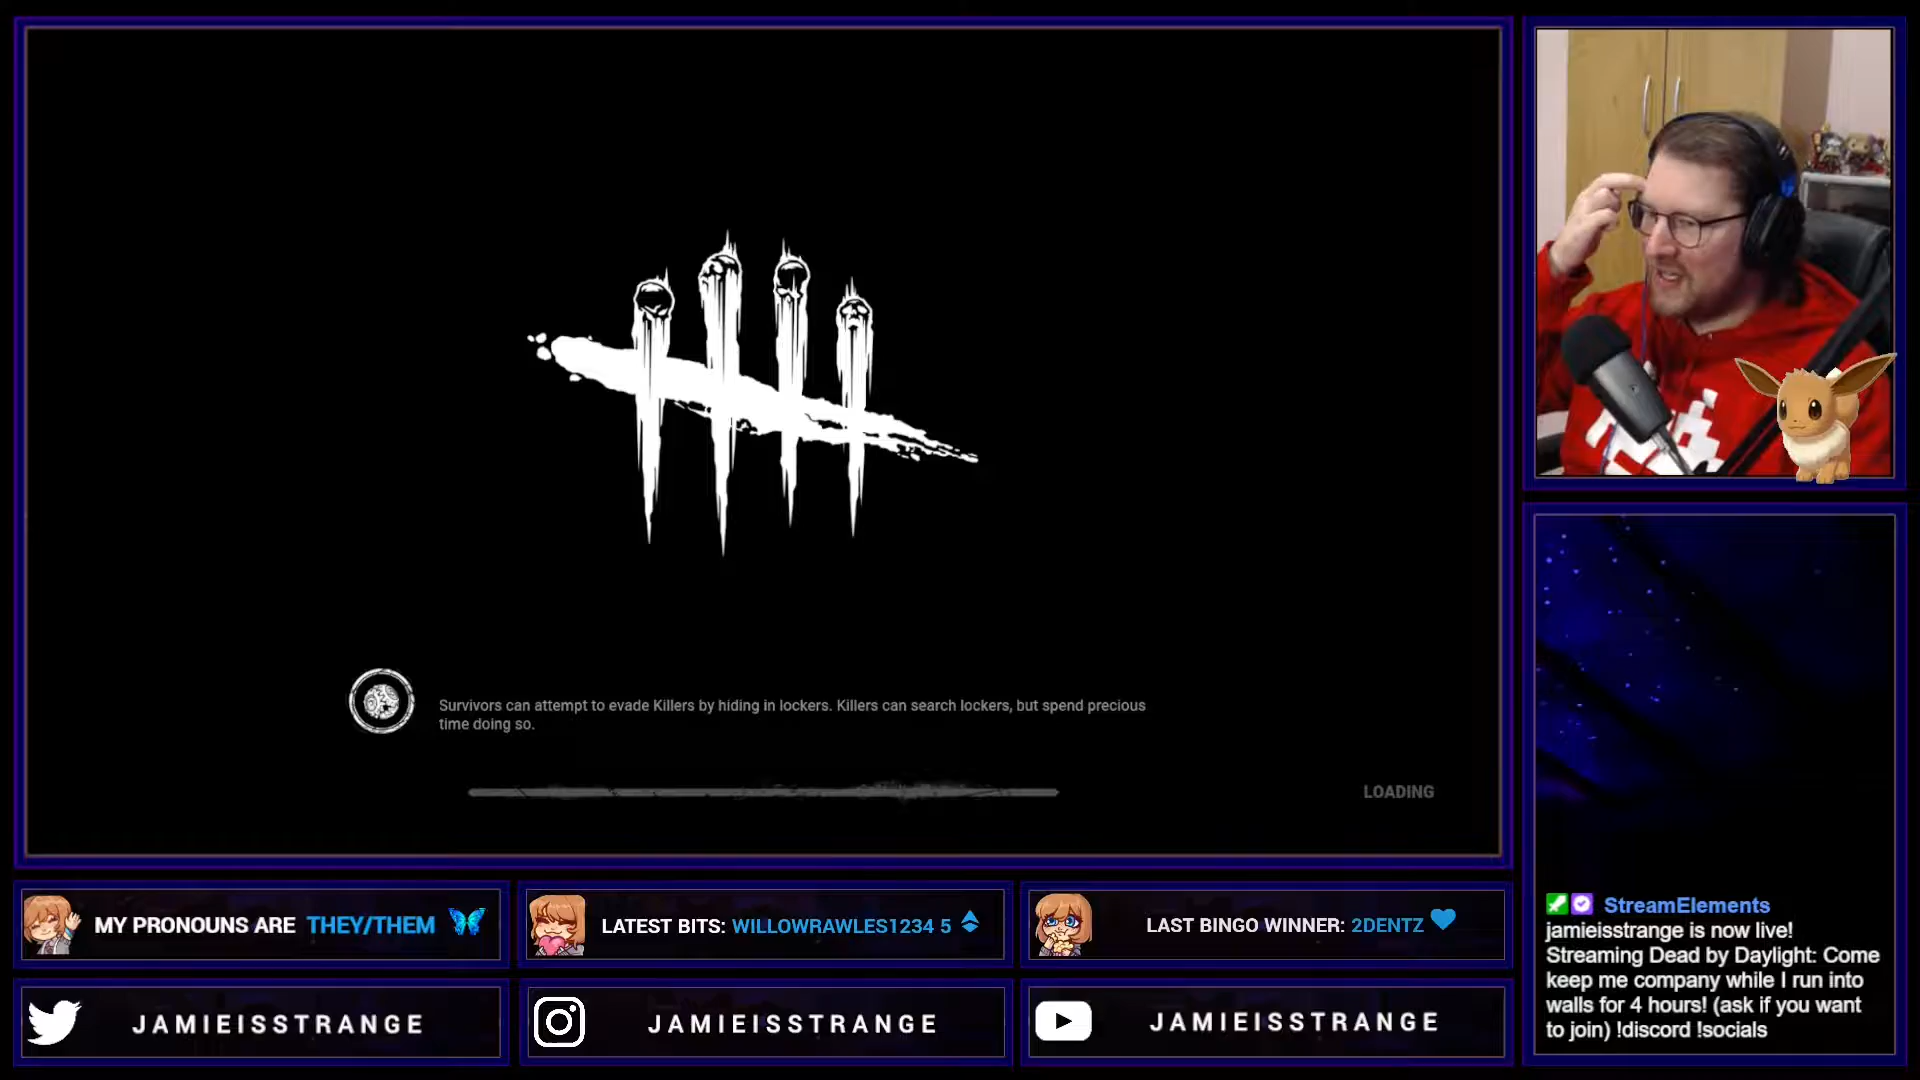 Survivors can attempt to evade Killers by hiding in lockers. Killers can search lockers, but spend precious
time doing so.
LOADING
MY PRONOUNS ARE THEY/THEM
LATEST BITS: WILLOWRAWLES1234 5
LAST BINGO WINNER: 2DENTZ
JAMIEISSTRANGE
JAMIEISSTRANGE
JAMIEISSTRANGE
StreamElements
jamieisstrange is now live!
Streaming Dead by Daylight: Come
keep me company while I run into
walls for 4 hours! (ask if you want
to join) !discord !socials